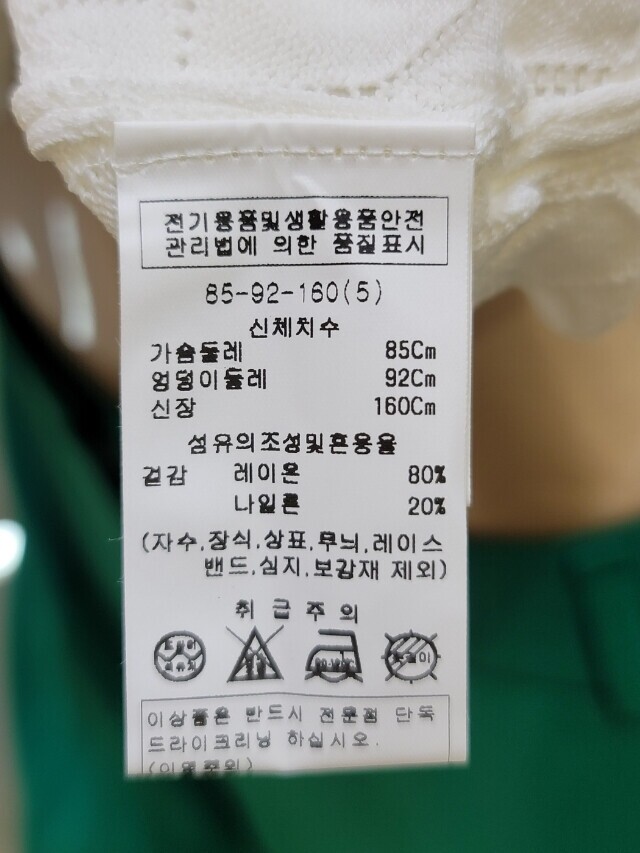 전기용품및생활용품안전
관리법에 의한 품질표시
85-92-160(5)
신체치수
가슴둘레 85Cm
엉덩이둘레 92Cm
신장 160Cm
섬유의조성및혼용율
겉감 레이온 80%
나일론 20%
(자수,장식,상표,무늬,레이스
밴드,심지,보강재 제외)
취급주의
이상품은 반드시 전문점 단독
드라이크리닝 하십시오.